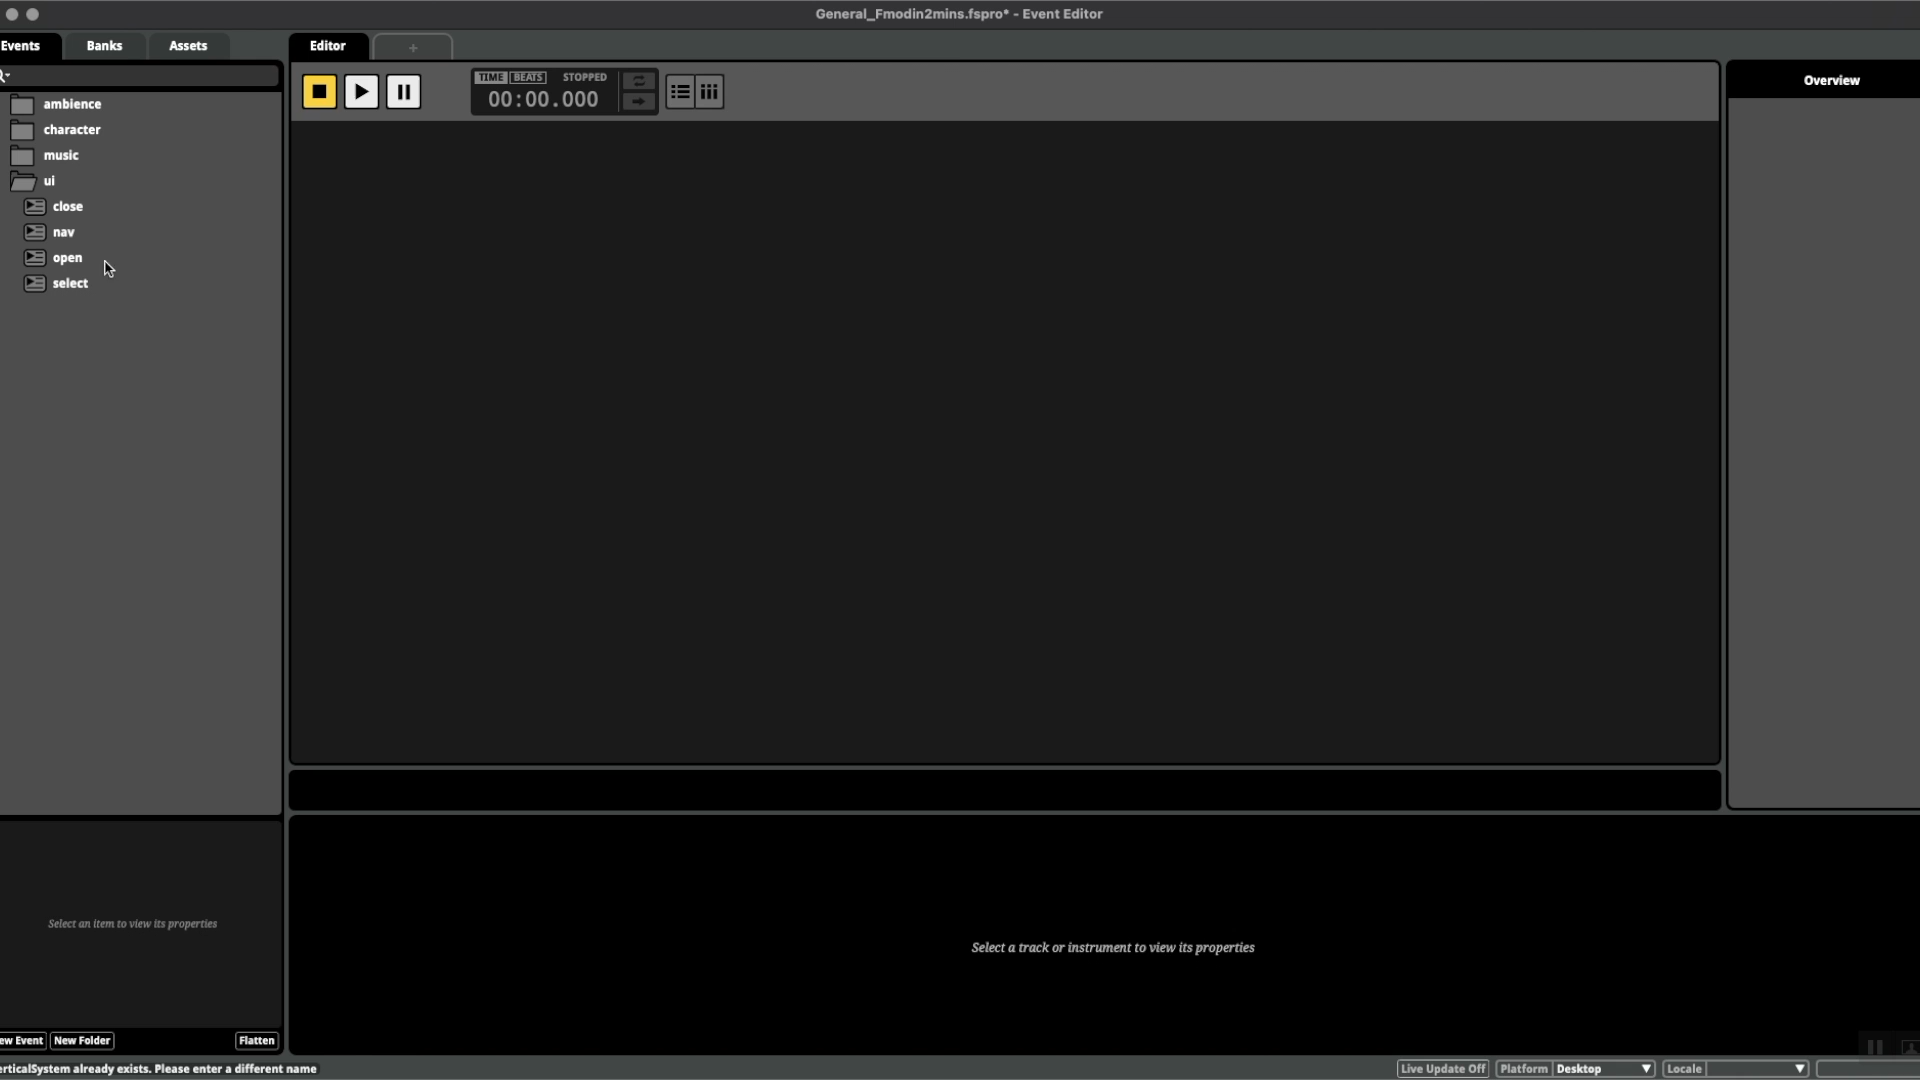 General_Fmodin2mins.fspro* - Event Editor
Events
Banks
Assets
Editor
+
TIME BEATS STOPPED
00:00.000
Overview
ambience
character
music
ui
close
nav
open
select
Select an item to view its properties
Select a track or instrument to view its properties
ew Event
New Folder
Flatten
erticalSystem already exists. Please enter a different name
Live Update Off
Platform Desktop
Locale